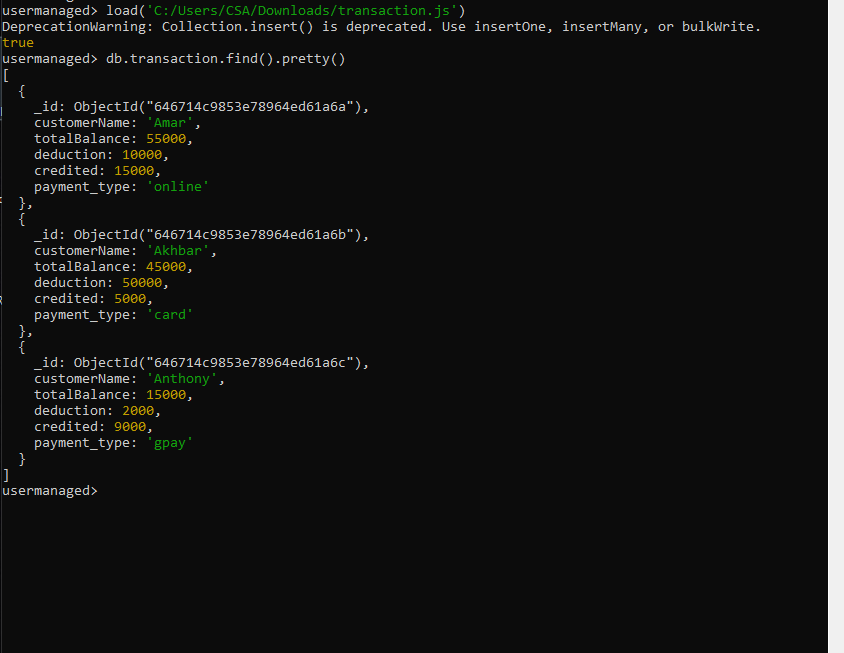 usermanaged> load('C:/Users/CSA/Downloads/transaction.js')
DeprecationWarning: Collection.insert() is deprecated. Use insertOne, insertMany, or bulkWrite.
true
usermanaged> db.transaction.find().pretty()
[
  {
    _id: ObjectId("646714c9853e78964ed61a6a"),
    customerName: 'Amar',
    totalBalance: 55000,
    deduction: 10000,
    credited: 15000,
    payment_type: 'online'
  },
  {
    _id: ObjectId("646714c9853e78964ed61a6b"),
    customerName: 'Akhbar',
    totalBalance: 45000,
    deduction: 50000,
    credited: 5000,
    payment_type: 'card'
  },
  {
    _id: ObjectId("646714c9853e78964ed61a6c"),
    customerName: 'Anthony',
    totalBalance: 15000,
    deduction: 2000,
    credited: 9000,
    payment_type: 'gpay'
  }
]
usermanaged>